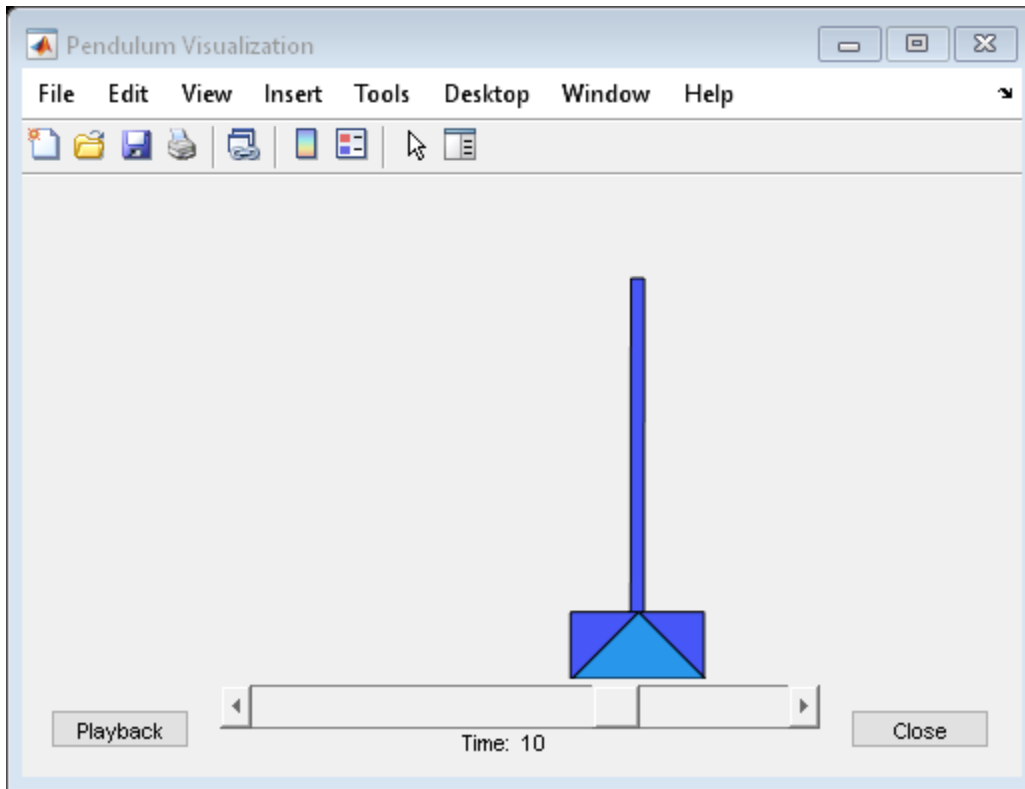 Pendulum Visualization
File Edit View Insert Tools Desktop Window Help
Playback
Time: 10
Close